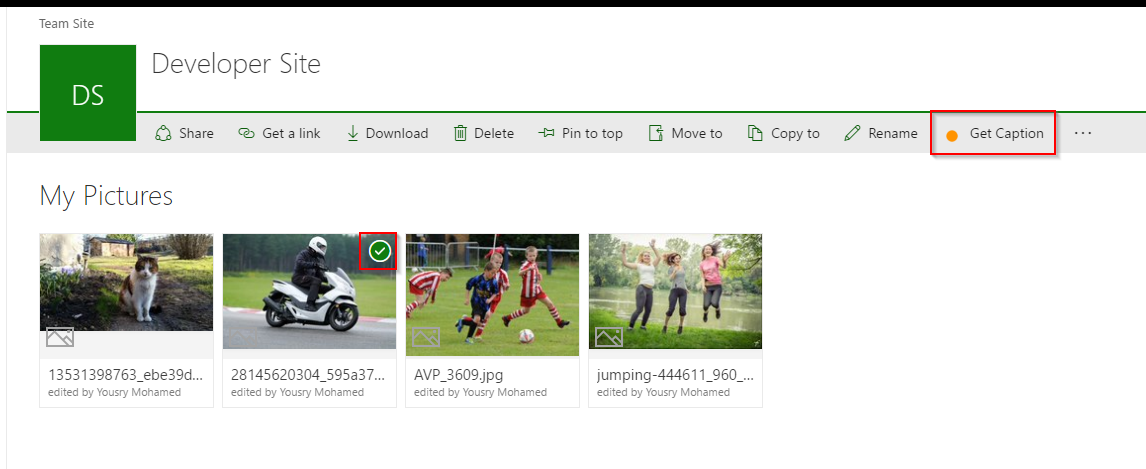 Team Site
DS
Developer Site
Share Get a link Download Delete Pin to top Move to Copy to Rename Get Caption ...
My Pictures
13531398763_ebe39d... 28145620304_595a37... AVP_3609.jpg jumping-444611_960_...
edited by Yousry Mohamed edited by Yousry Mohamed edited by Yousry Mohamed edited by Yousry Mohamed